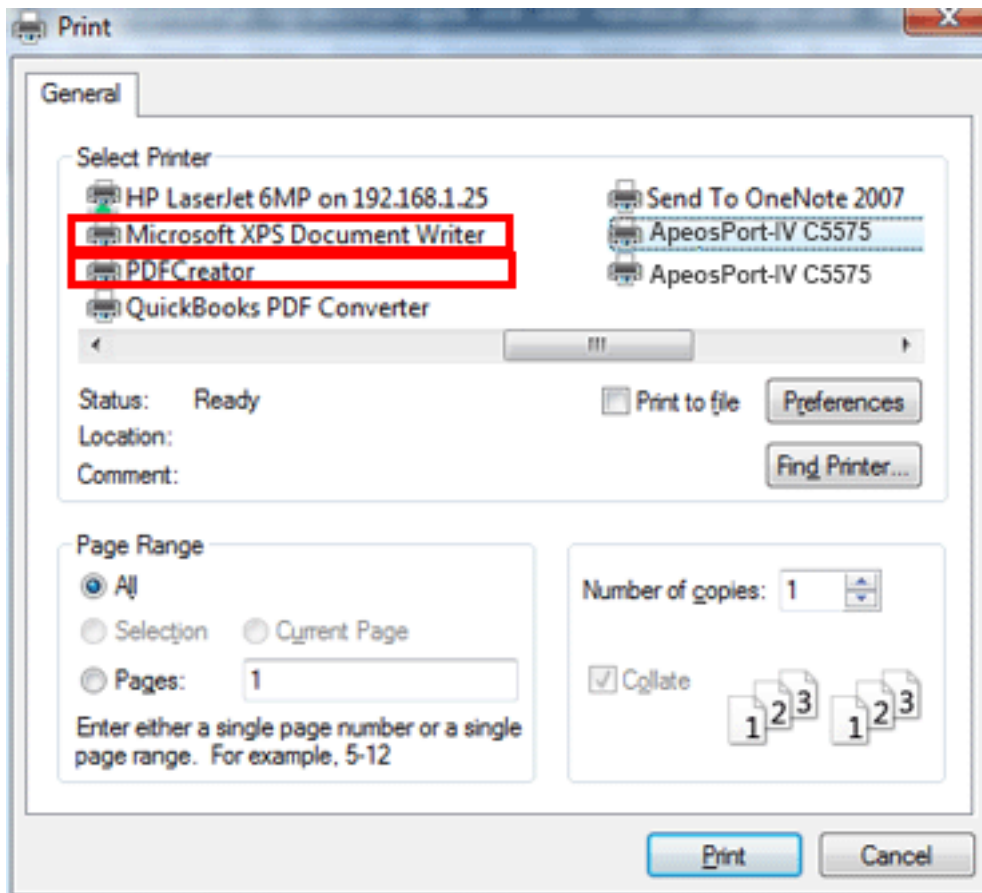 Print
General
Select Printer
HP LaserJet 6MP on 192.168.1.25
Microsoft XPS Document Writer
PDFCreator
QuickBooks PDF Converter
Send To OneNote 2007
ApeosPort-IV C5575
ApeosPort-IV C5575
Status: Ready
Location:
Comment:
Print to file
Preferences
Find Printer...
Page Range
All
Selection Current Page
Pages: 1
Enter either a single page number or a single
page range. For example, 5-12
Number of copies: 1
Collate
1 2 3 1 2 3
Print Cancel